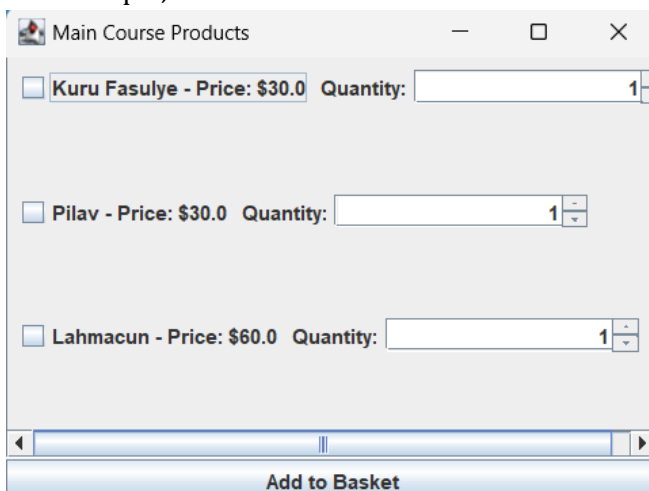 Main Course Products
Kuru Fasulye - Price: $30.0 Quantity: 1
Pilav - Price: $30.0 Quantity: 1
Lahmacun - Price: $60.0 Quantity: 1
Add to Basket